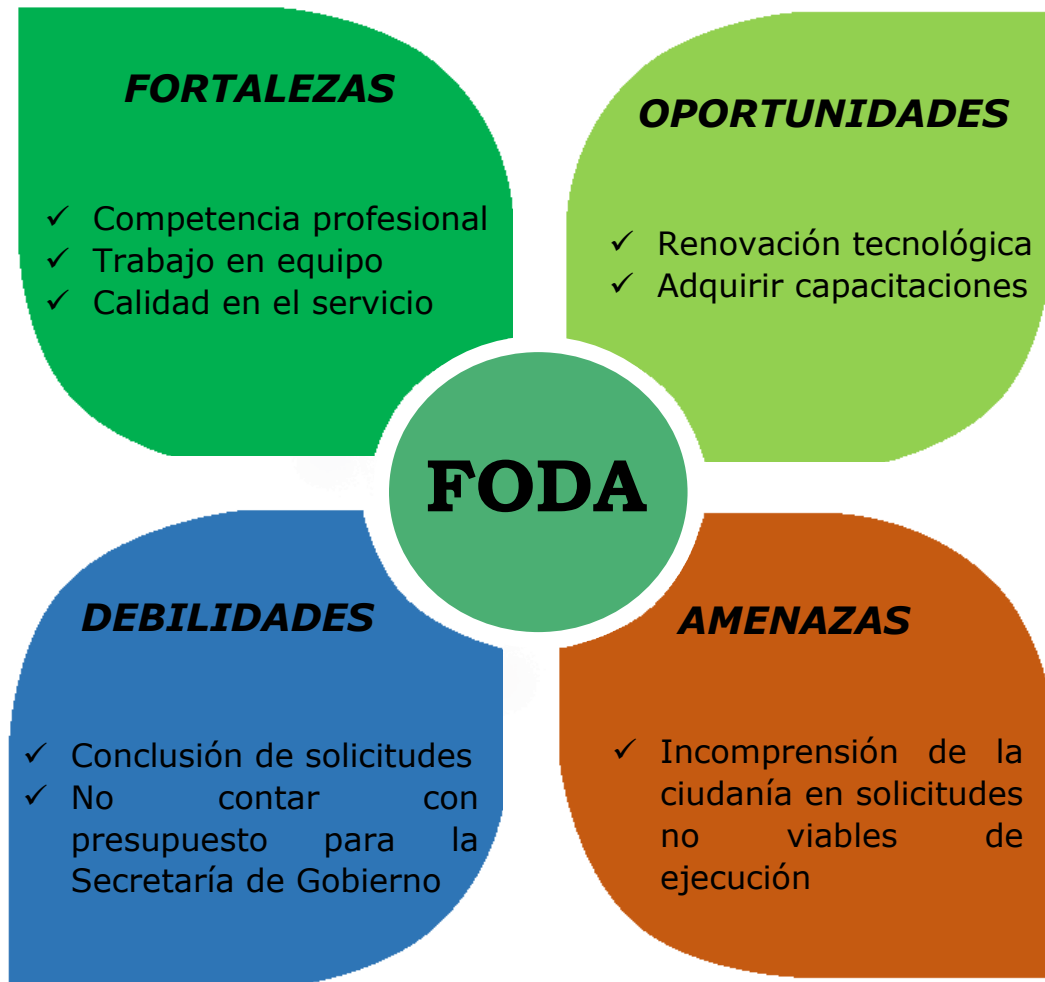 FORTALEZAS
✓ Competencia profesional
✓ Trabajo en equipo
✓ Calidad en el servicio
OPORTUNIDADES
✓ Renovación tecnológica
✓ Adquirir capacitaciones
FODA
DEBILIDADES
✓ Conclusión de solicitudes
✓ No contar con
presupuesto para la
Secretaría de Gobierno
AMENAZAS
✓ Incomprensión de la
ciudanía en solicitudes
no viables de
ejecución